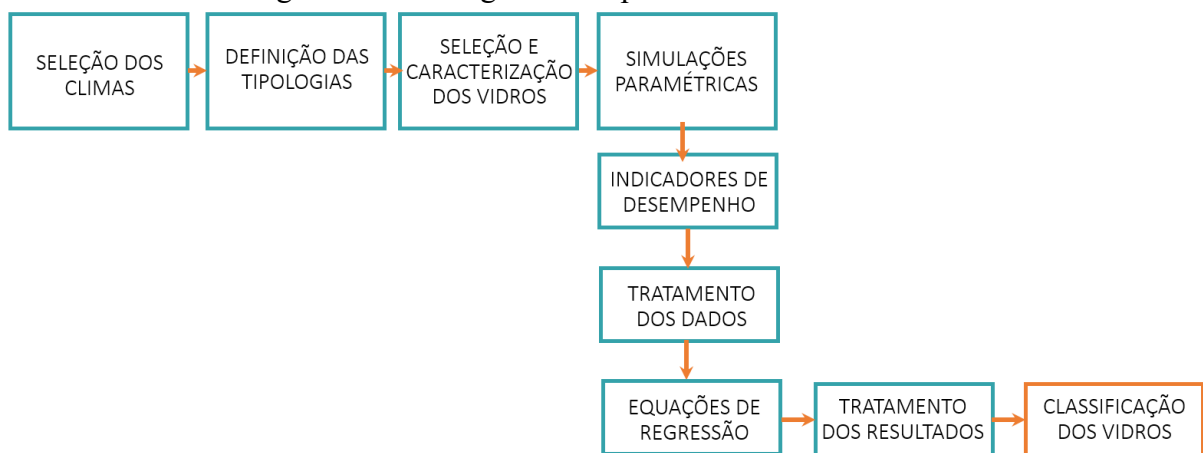 SELEÇÃO DOS
CLIMAS
DEFINIÇÃO DAS
TIPOLOGIAS
SELEÇÃO E
CARACTERIZAÇÃO
DOS VIDROS
SIMULAÇÕES
PARAMÉTRICAS
INDICADORES DE
DESEMPENHO
TRATAMENTO
DOS DADOS
EQUAÇÕES DE
REGRESSÃO
TRATAMENTO
DOS RESULTADOS
CLASSIFICAÇÃO
DOS VIDROS